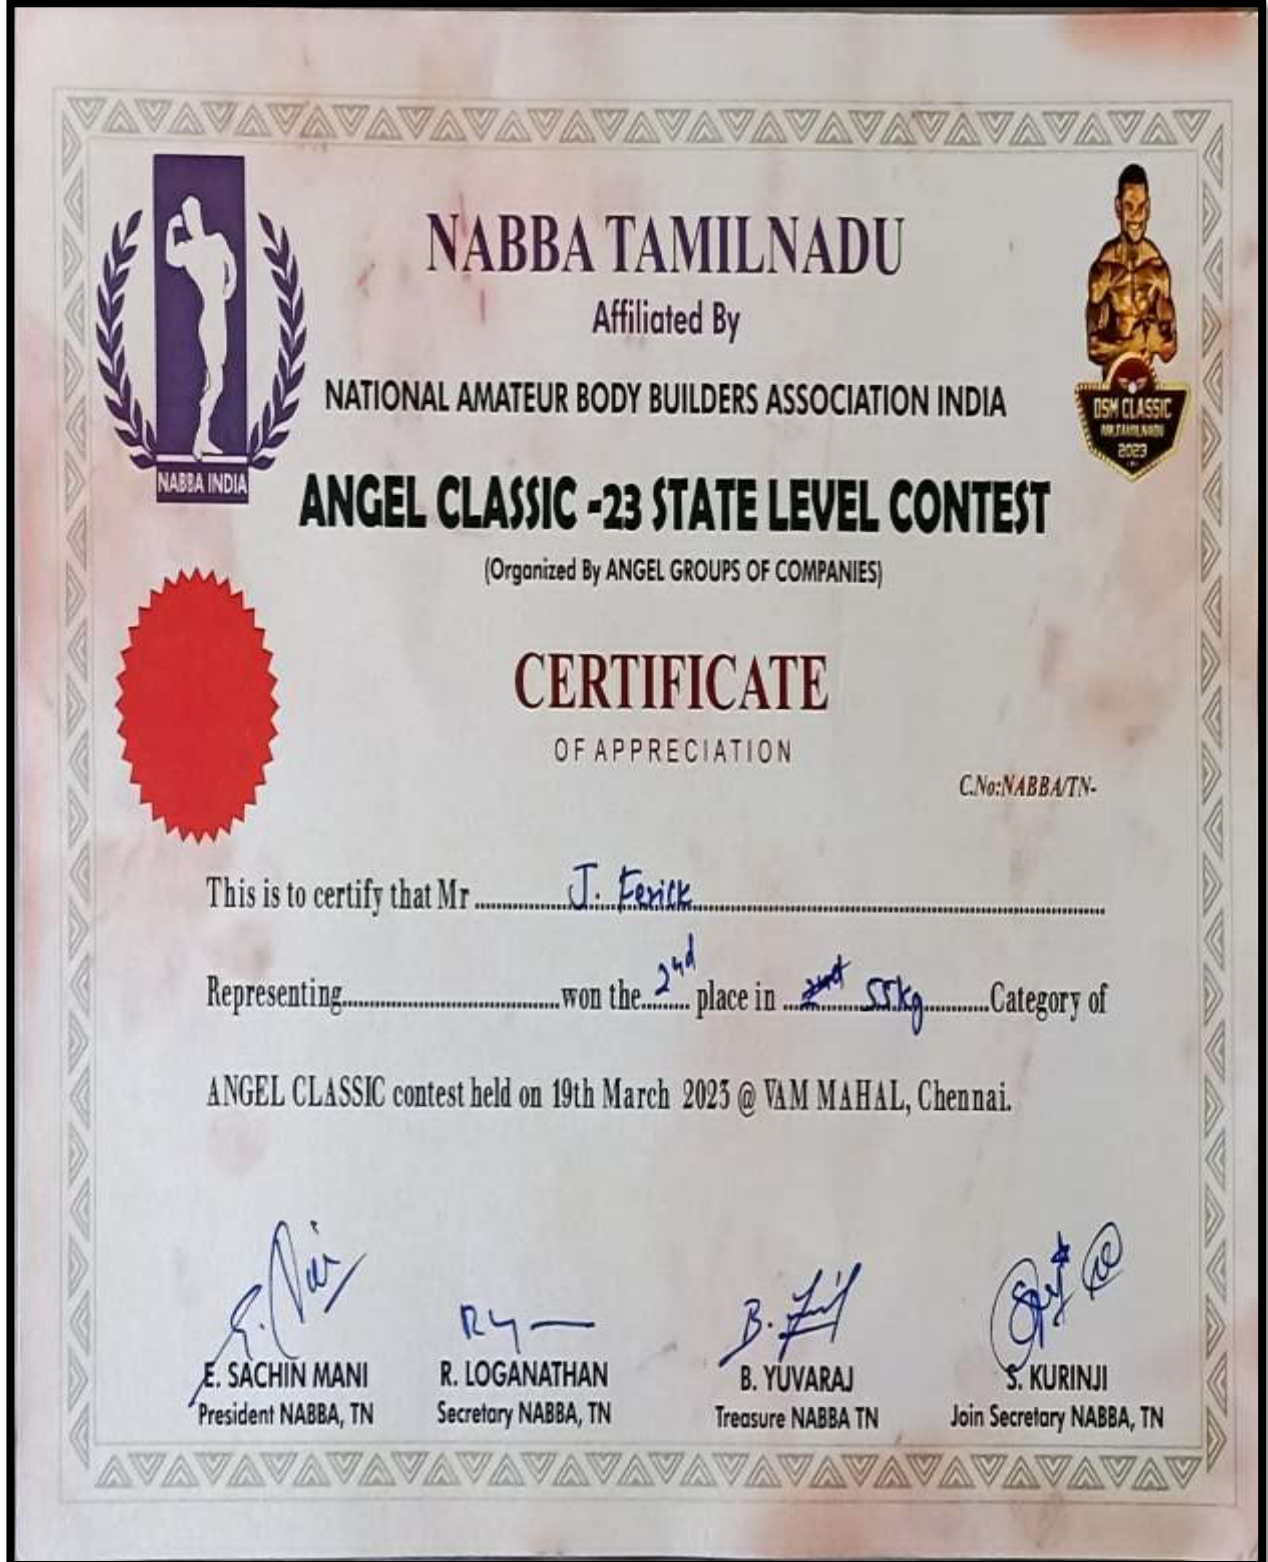 NABBA TAMILNADU
Affiliated By
NATIONAL AMATEUR BODY BUILDERS ASSOCIATION INDIA
NABBA INDIA
DSM CLASSIC
MR.TAMILNADU
2023
ANGEL CLASSIC -23 STATE LEVEL CONTEST
(Organized By ANGEL GROUPS OF COMPANIES)
CERTIFICATE
OF APPRECIATION
C.No:NABBA/TN-
This is to certify that Mr ........ J. Ferick ........
Representing........won the 2nd place in 55kg ........Category of
ANGEL CLASSIC contest held on 19th March 2023 @ VAM MAHAL, Chennai.
E. SACHIN MANI R. LOGANATHAN B. YUVARAJ S. KURINJI
President NABBA, TN Secretary NABBA, TN Treasure NABBA TN Join Secretary NABBA, TN